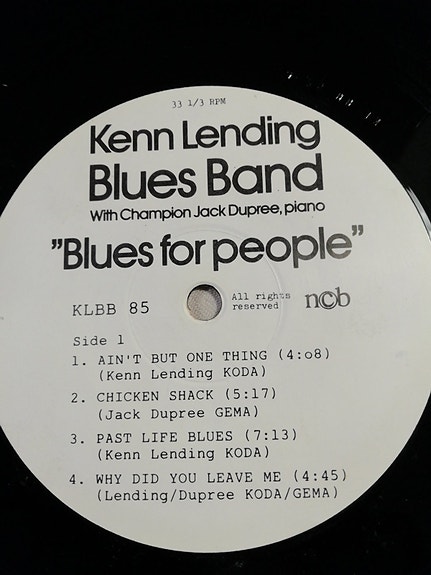 33 1/3 RPM
Kenn Lending
Blues Band
With Champion Jack Dupree, piano
"Blues for people"
KLBB 85
All rights
reserved
n©b
Side 1
1. AIN'T BUT ONE THING (4:o8)
(Kenn Lending KODA)
2. CHICKEN SHACK (5:17)
(Jack Dupree GEMA)
3. PAST LIFE BLUES (7:13)
(Kenn Lending KODA)
4. WHY DID YOU LEAVE ME (4:45)
(Lending/Dupree KODA/GEMA)